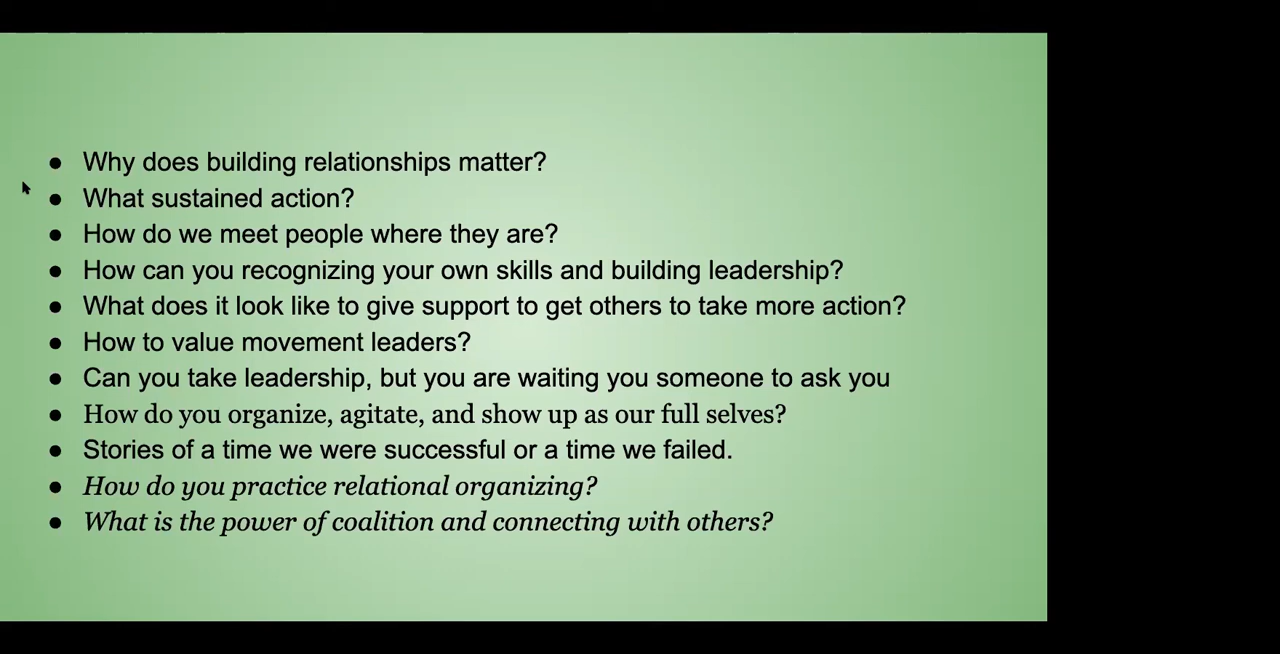 ● Why does building relationships matter?
● What sustained action?
● How do we meet people where they are?
● How can you recognizing your own skills and building leadership?
● What does it look like to give support to get others to take more action?
● How to value movement leaders?
● Can you take leadership, but you are waiting you someone to ask you
● How do you organize, agitate, and show up as our full selves?
● Stories of a time we were successful or a time we failed.
● How do you practice relational organizing?
● What is the power of coalition and connecting with others?